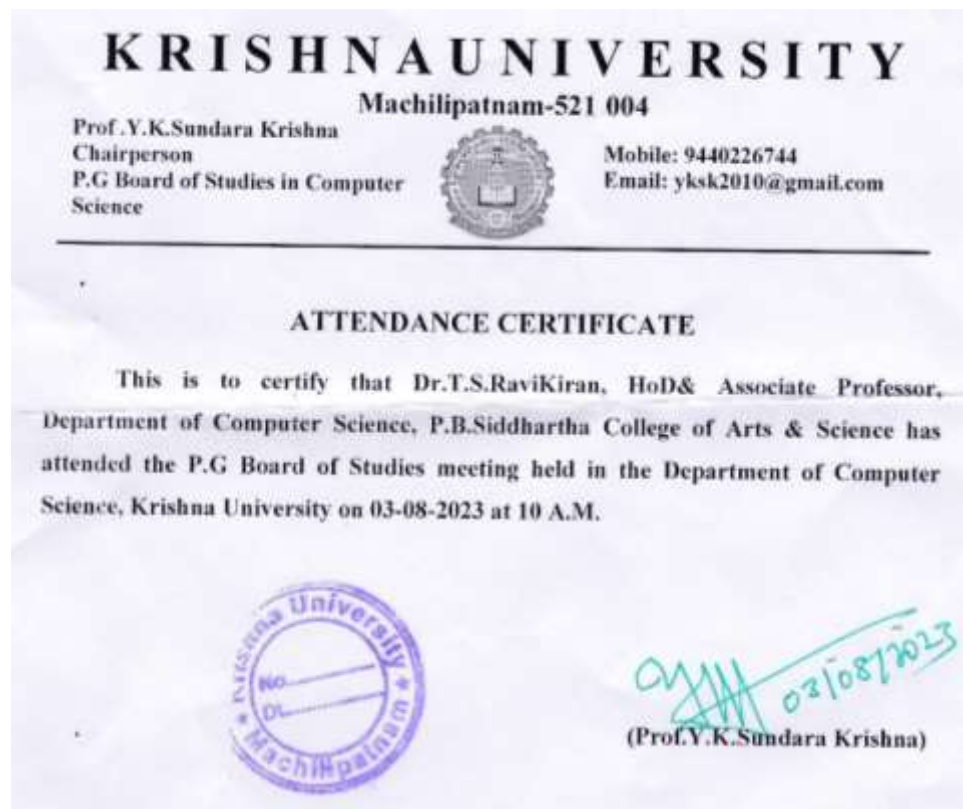 KRISHNAUNIVERSITY
Machilipatnam-521 004
Prof.Y.K.Sundara Krishna
Chairperson
P.G Board of Studies in Computer
Science
Mobile: 9440226744
Email: yksk2010@gmail.com
ATTENDANCE CERTIFICATE
This is to certify that Dr.T.S.RaviKiran, HoD& Associate Professor,
Department of Computer Science, P.B.Siddhartha College of Arts & Science has
attended the P.G Board of Studies meeting held in the Department of Computer
Science, Krishna University on 03-08-2023 at 10 A.M.
Krishna University
No
Dt.
* Machilipatnam *
03/08/2023
(Prof.Y.K.Sundara Krishna)